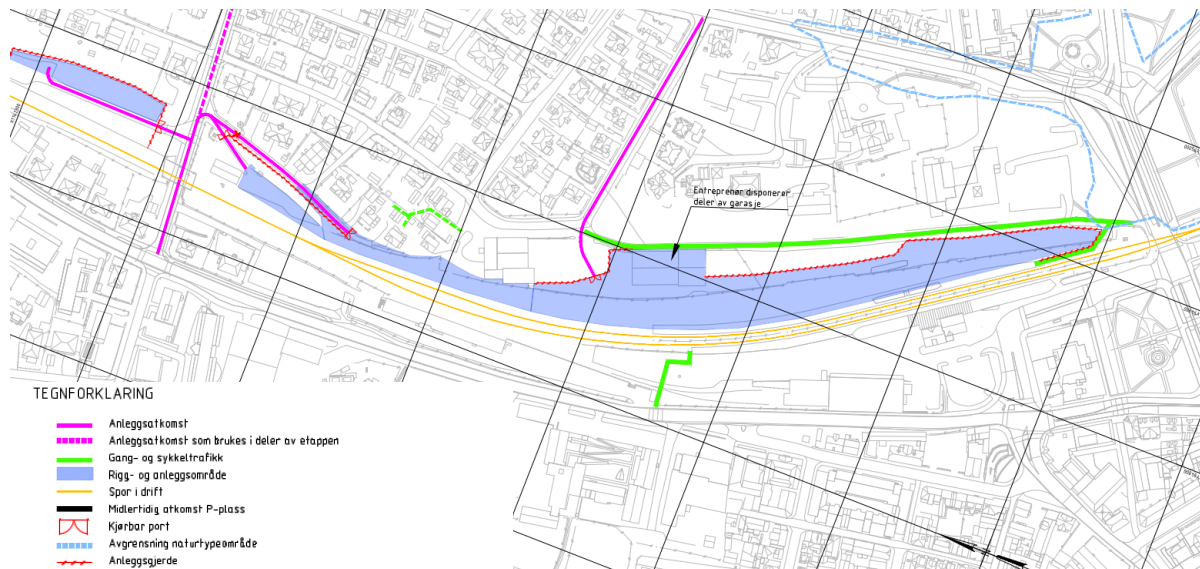 Entreprenør disponerer
deler av garasje
TEGNFORKLARING
Anleggsatkomst
Anleggsatkomst som brukes i deler av etappen
Gang- og sykkeltrafikk
Rigg- og anleggsområde
Spor i drift
Midlertidig atkomst P-plass
Kjørbar port
Avgrensning naturtypeområde
Anleggsgjerde